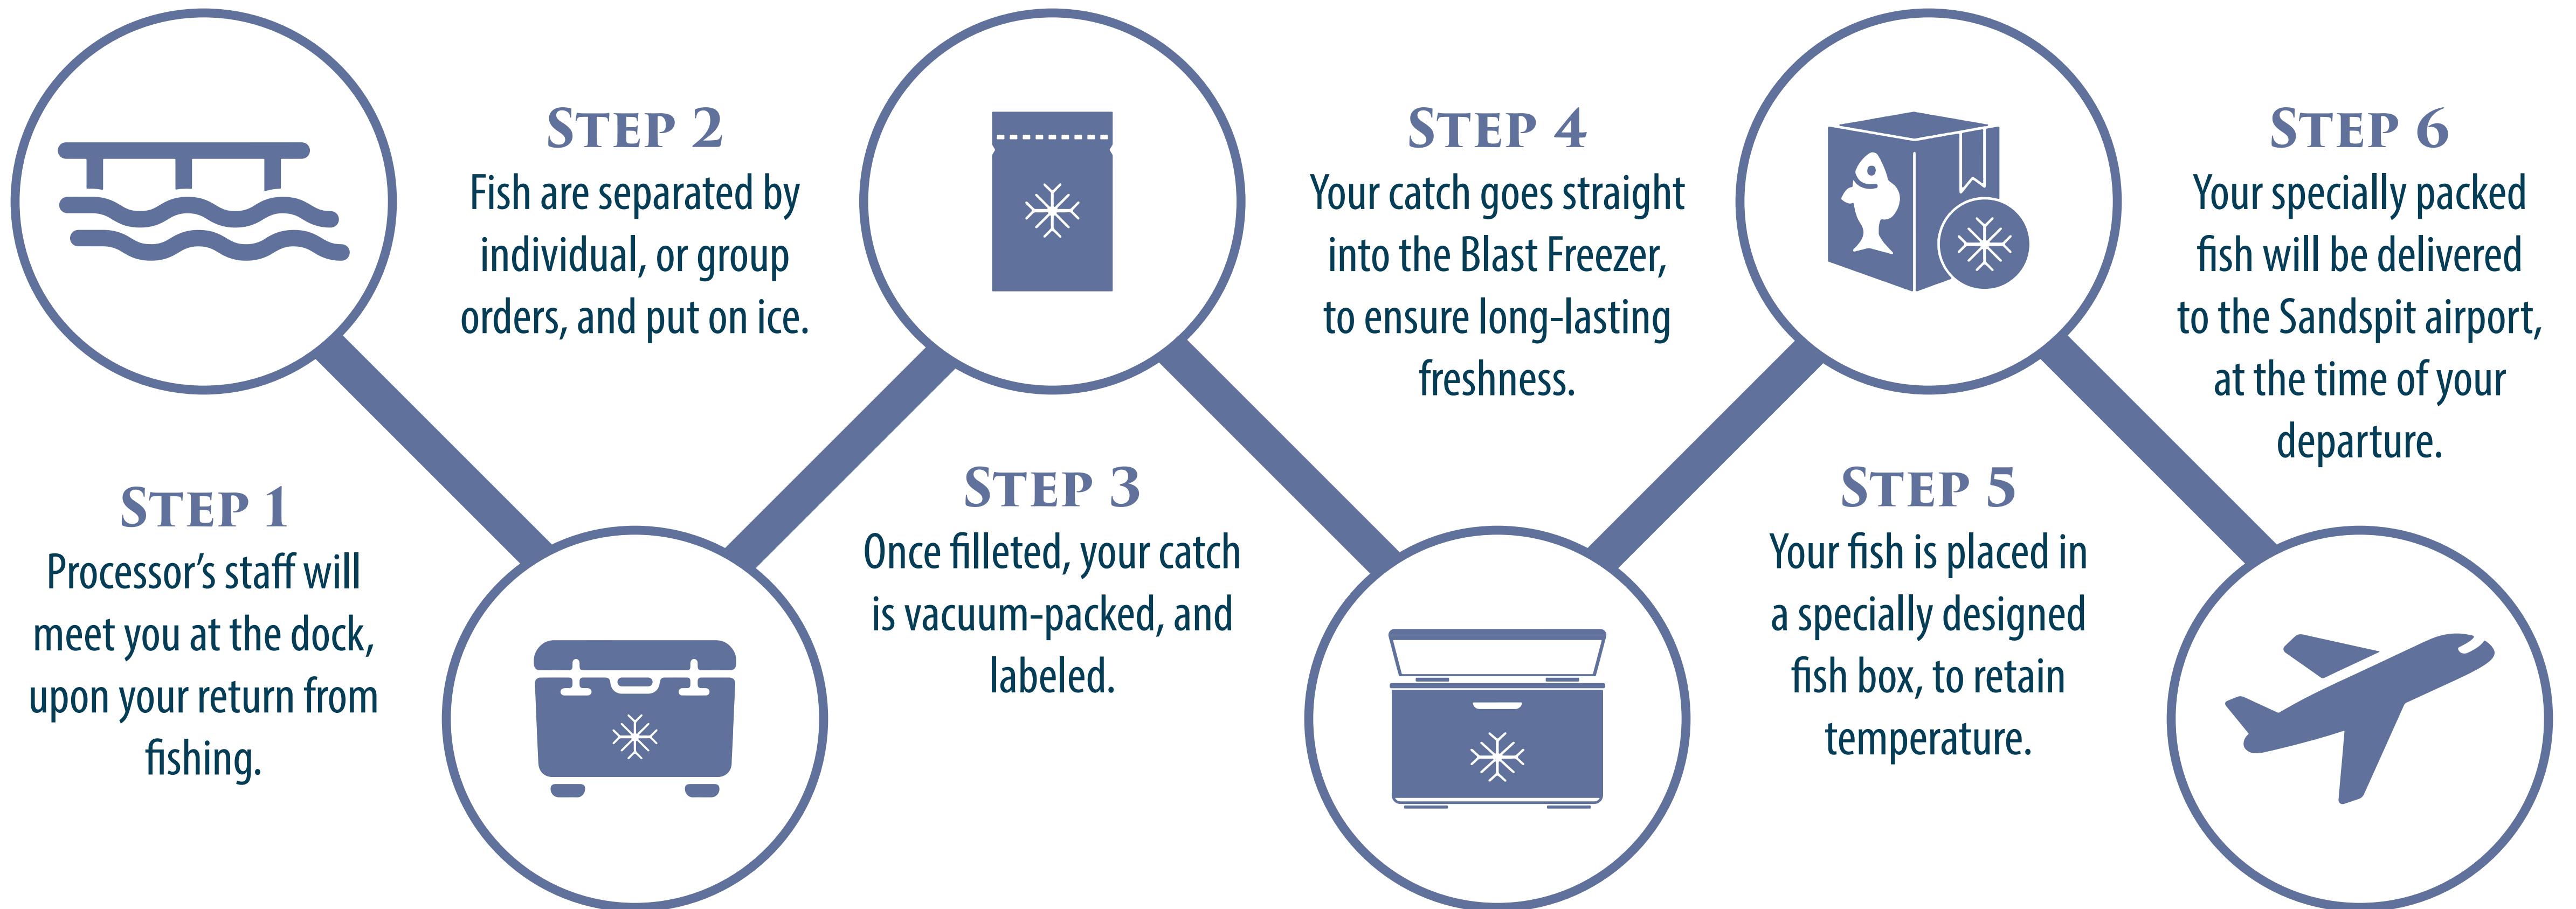 STEP 1
Processor’s staff will
meet you at the dock,
upon your return from
fishing.
STEP 2
Fish are separated by
individual, or group
orders, and put on ice.
STEP 3
Once filleted, your catch
is vacuum-packed, and
labeled.
STEP 4
Your catch goes straight
into the Blast Freezer,
to ensure long-lasting
freshness.
STEP 5
Your fish is placed in
a specially designed
fish box, to retain
temperature.
STEP 6
Your specially packed
fish will be delivered
to the Sandspit airport,
at the time of your
departure.